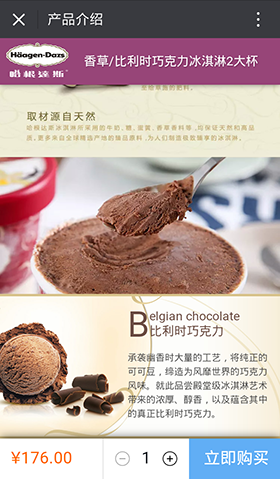 产品介绍
Häagen-Dazs
哈根達斯
香草/比利时巧克力冰淇淋2大杯
取材源自天然
Belgian chocolate
比利时巧克力
承袭幽香时大量的工艺，将纯正的
可可豆，缔造为风靡世界的巧克力
风味。就此品尝殿堂级冰淇淋艺术
带来的浓厚、醇香，以及蕴含其中
的真正比利时巧克力。
¥176.00
1
立即购买